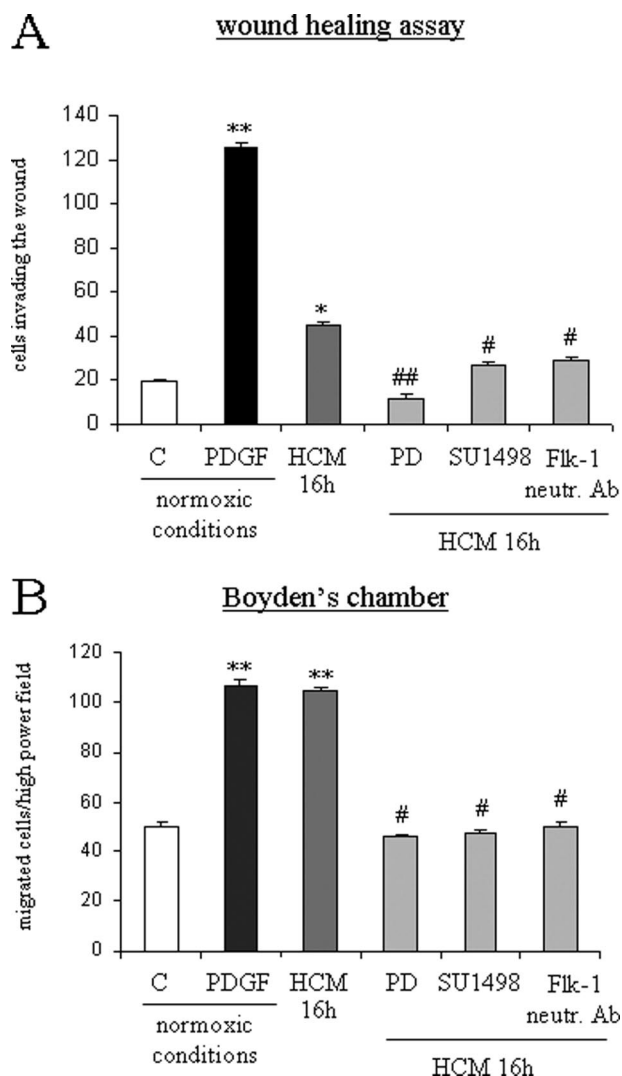 A
wound healing assay
cells invading the wound
140
120
100
80
60
40
20
0
**
*
##
#
#
C PDGF HCM 16h PD SU1498 Flk-1 neutr. Ab
normoxic conditions
HCM 16h
B
Boyden's chamber
migrated cells/high power field
120
100
80
60
40
20
0
**
**
#
#
#
C PDGF HCM 16h PD SU1498 Flk-1 neutr. Ab
normoxic conditions
HCM 16h